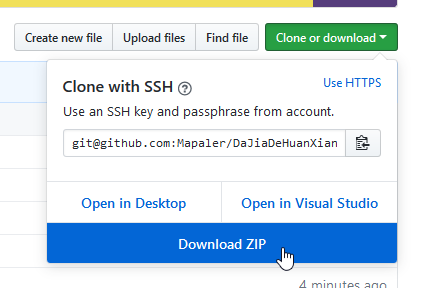 Create new file Upload files Find file Clone or download
Clone with SSH
Use HTTPS
Use an SSH key and passphrase from account.
git@github.com:Mapaler/DaJiaDeHuanXian
Open in Desktop Open in Visual Studio
Download ZIP
4 minutes ago